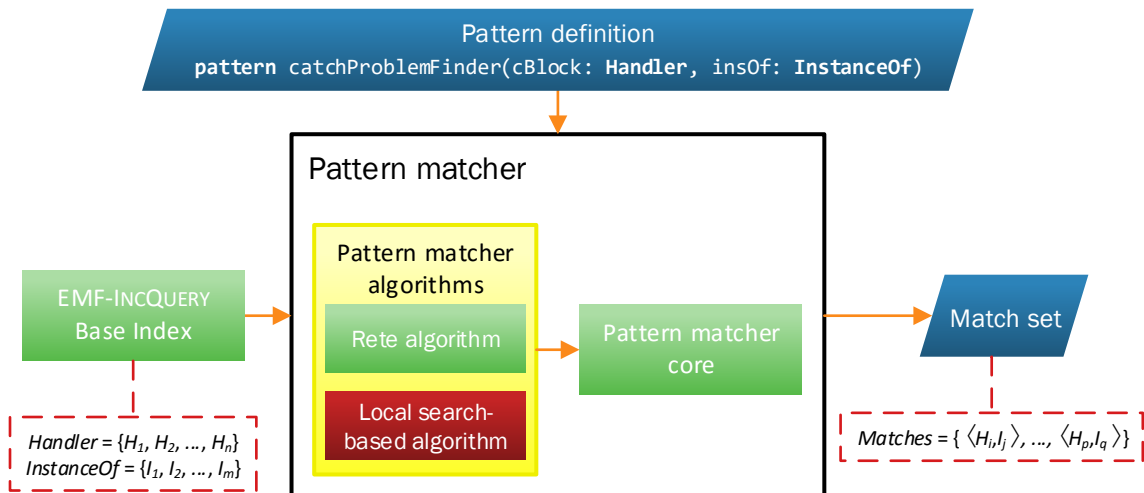 Pattern definition
pattern catchProblemFinder(cBlock: Handler, insOf: InstanceOf)
Pattern matcher
Pattern matcher
algorithms
Rete algorithm
Local search-
based algorithm
Pattern matcher
core
EMF-INCQUERY
Base Index
Handler = {H₁, H₂, ..., Hₙ}
InstanceOf = {I₁, I₂, ..., Iₘ}
Match set
Matches = { ⟨Hᵢ,Iⱼ⟩, ..., ⟨Hₚ,I_q⟩}